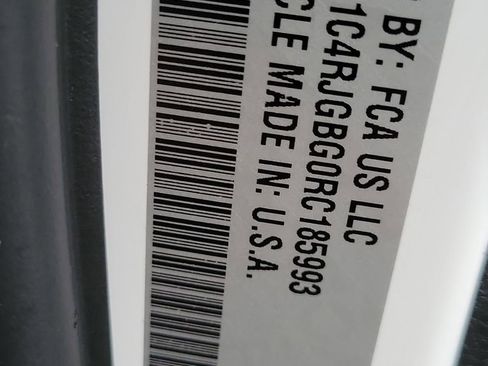 BY: FCA US LLC
1C4RJGBG0RC185993
CLE MADE IN: U.S.A.